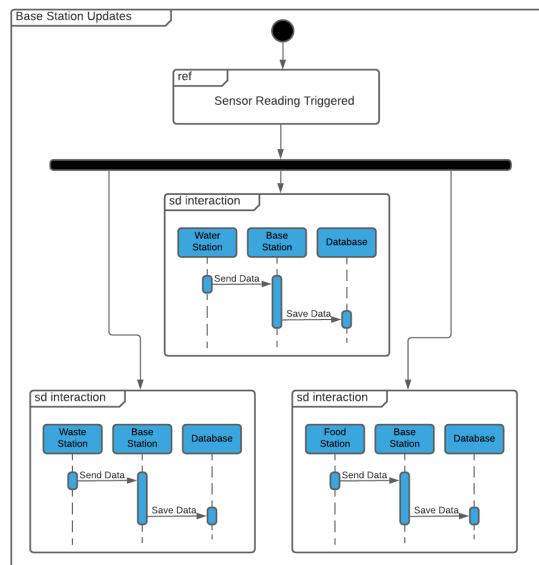 Base Station Updates
ref
Sensor Reading Triggered
sd interaction
Water
Station
Base
Station
Database
Send Data
Save Data
sd interaction
Waste
Station
Base
Station
Database
Send Data
Save Data
sd interaction
Food
Station
Base
Station
Database
Send Data
Save Data